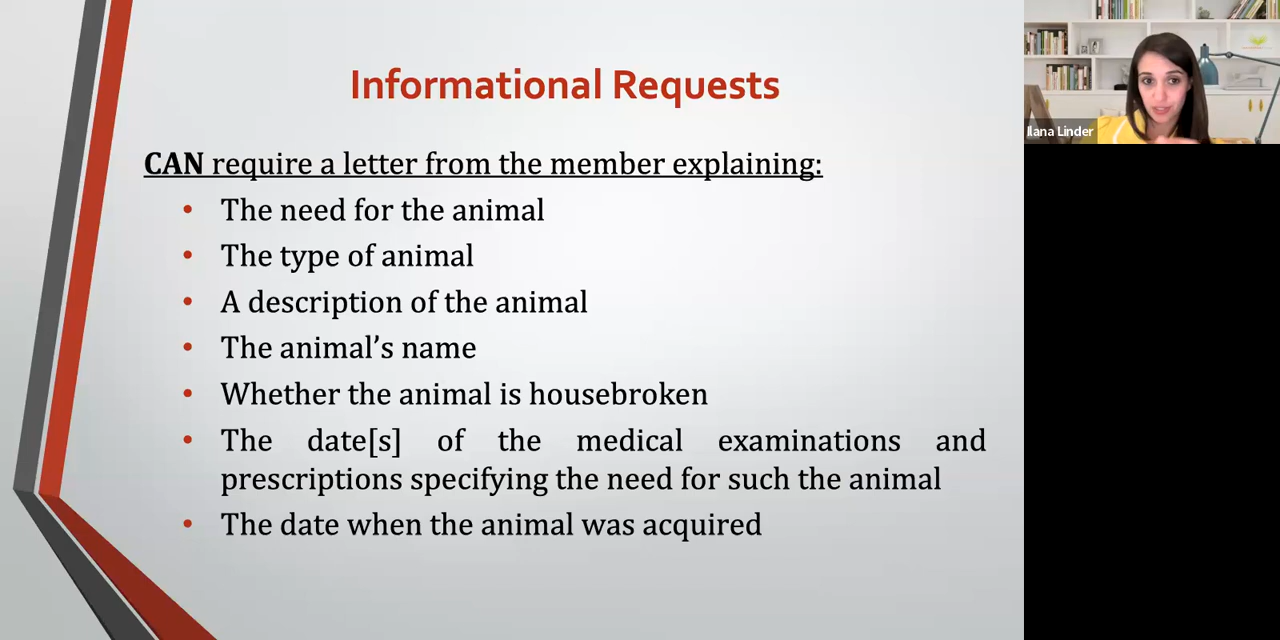 Informational Requests
CAN require a letter from the member explaining:
• The need for the animal
• The type of animal
• A description of the animal
• The animal’s name
• Whether the animal is housebroken
• The date[s] of the medical examinations and
prescriptions specifying the need for such the animal
• The date when the animal was acquired
Ilana Linder